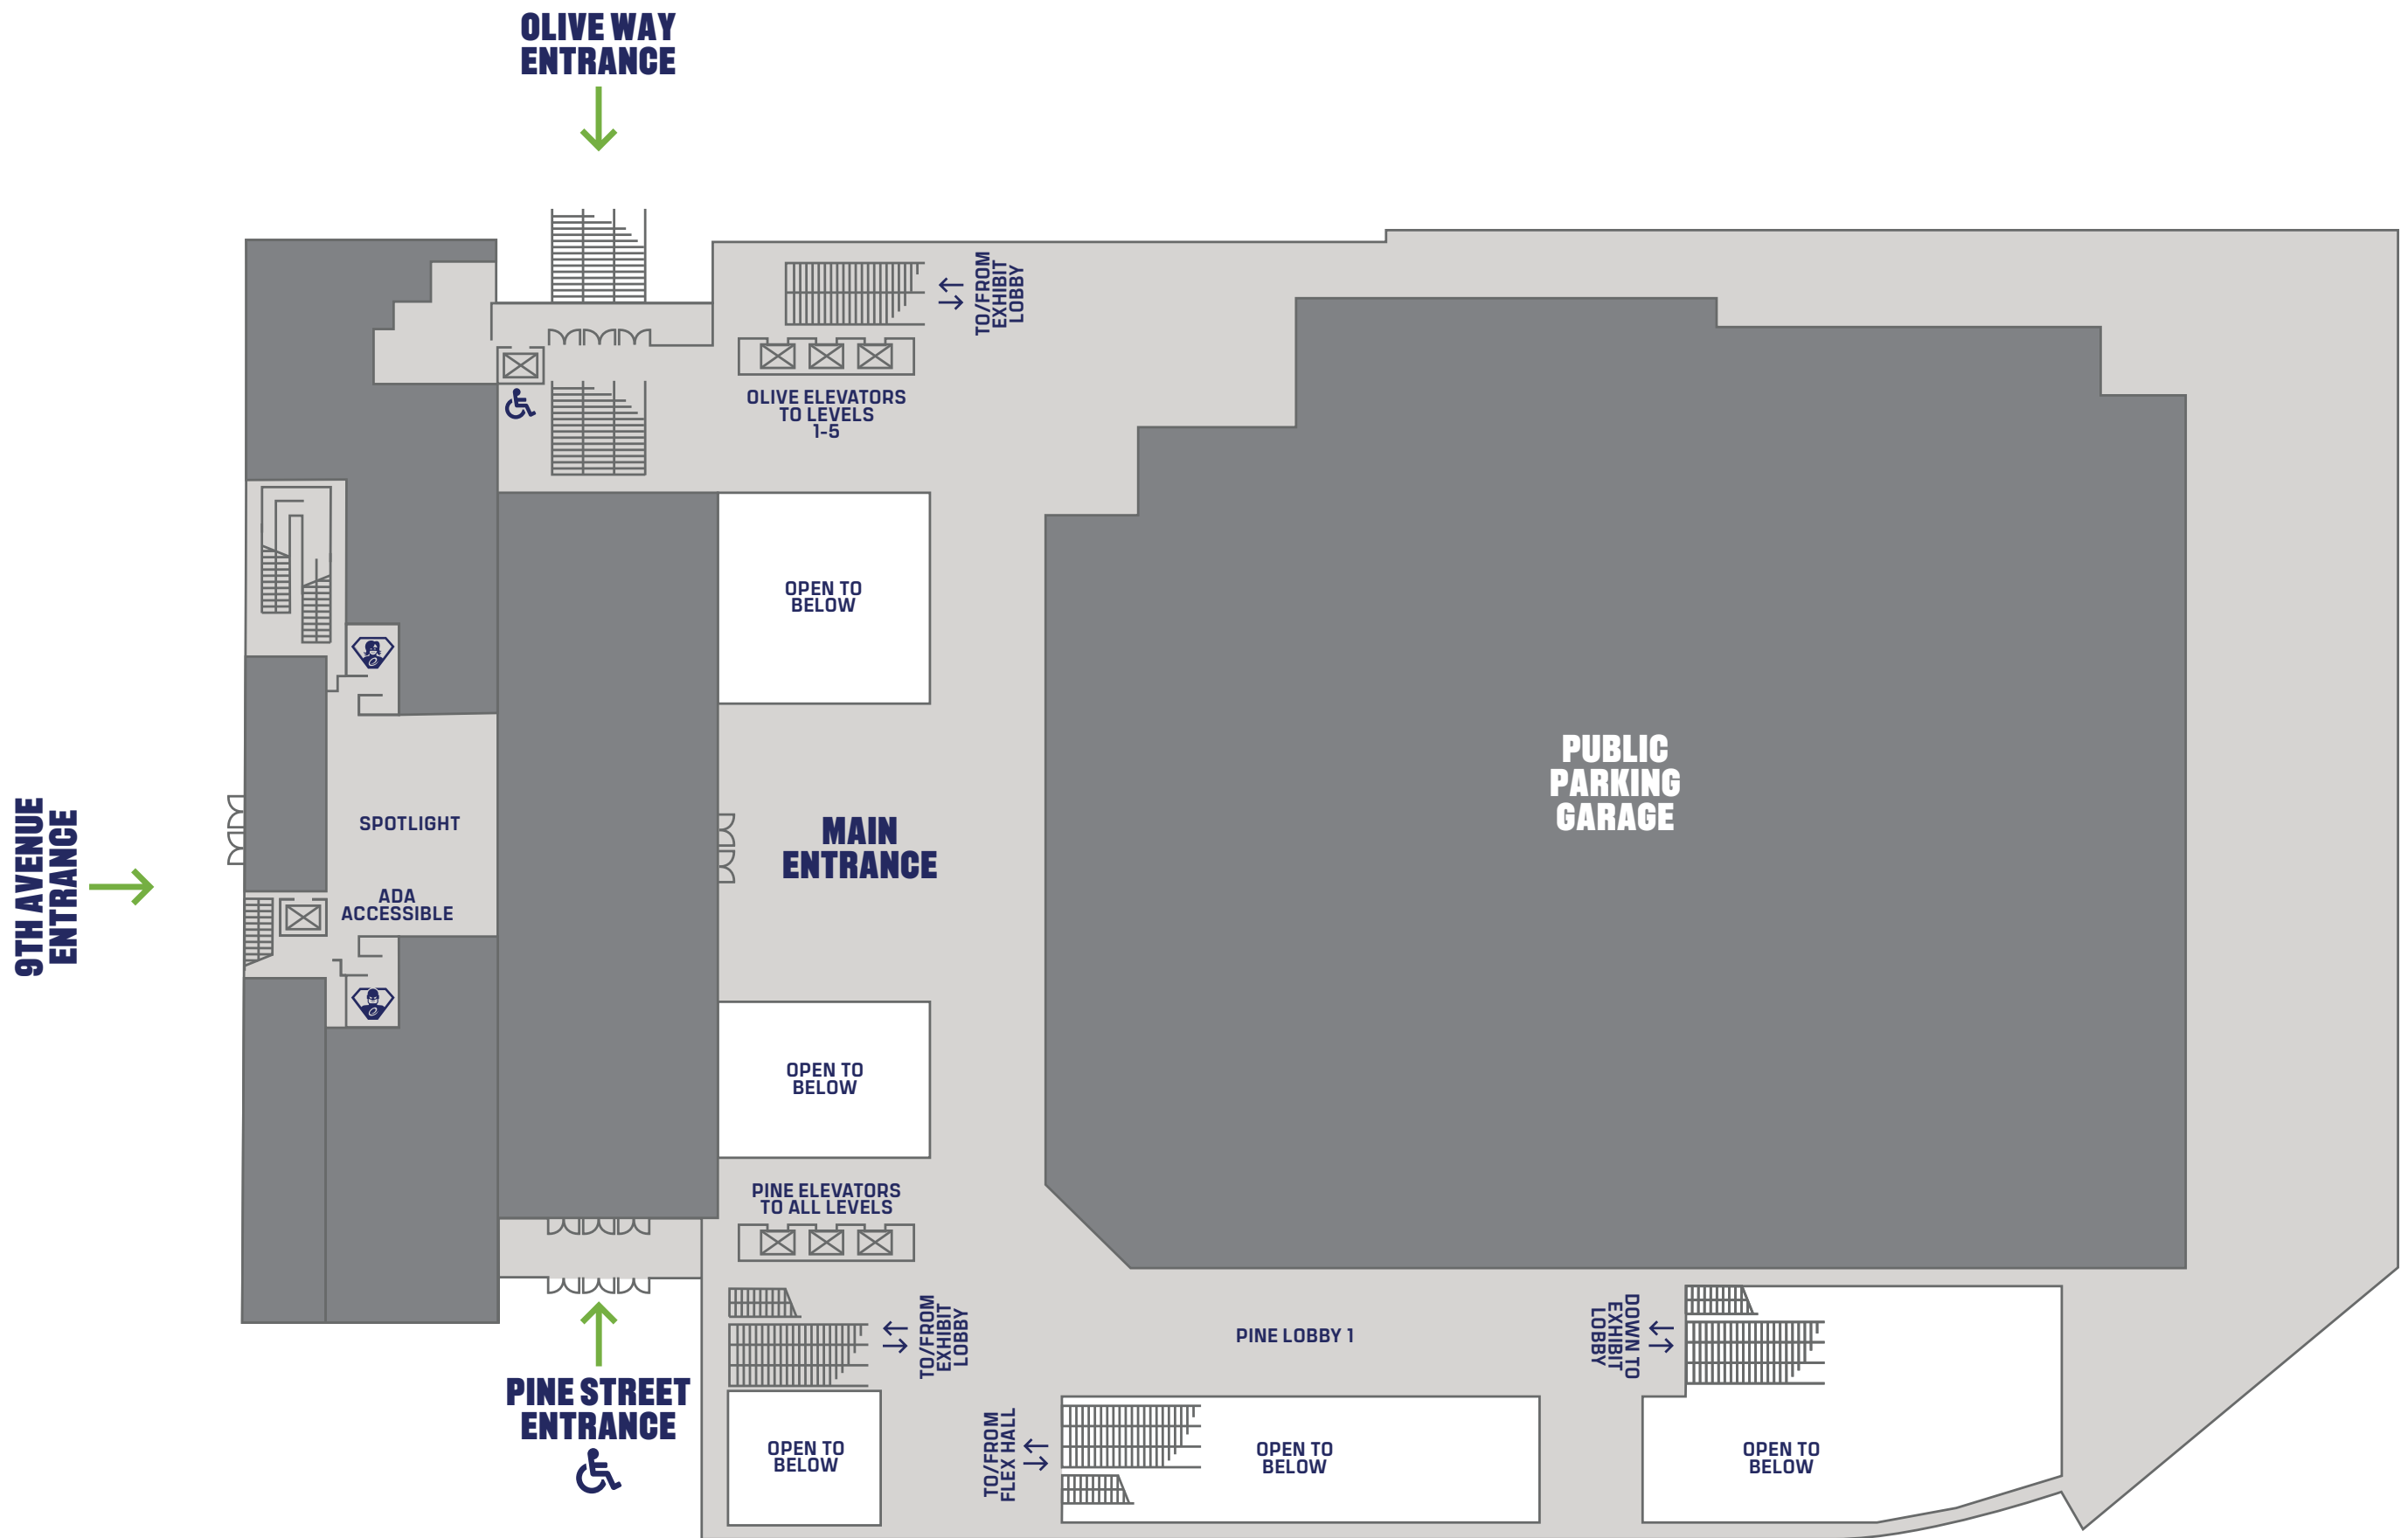 OLIVE WAY
ENTRANCE
TO/FROM
EXHIBIT
LOBBY
OLIVE ELEVATORS
TO LEVELS
1-5
OPEN TO
BELOW
PUBLIC
PARKING
GARAGE
9TH AVENUE
ENTRANCE
SPOTLIGHT
MAIN
ENTRANCE
ADA
ACCESSIBLE
OPEN TO
BELOW
PINE ELEVATORS
TO ALL LEVELS
TO/FROM
EXHIBIT
LOBBY
PINE LOBBY 1
DOWN TO
EXHIBIT
LOBBY
PINE STREET
ENTRANCE
OPEN TO
BELOW
TO/FROM
FLEX HALL
OPEN TO
BELOW
OPEN TO
BELOW